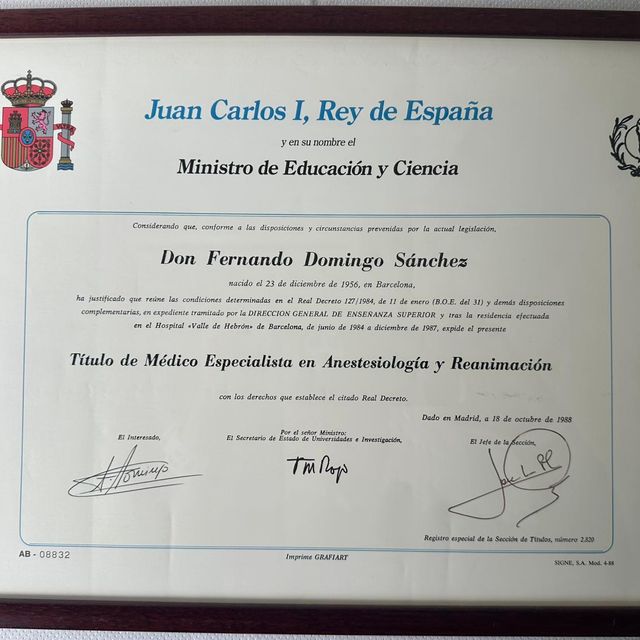 Juan Carlos I, Rey de España
y en su nombre el
Ministro de Educación y Ciencia
Considerando que, conforme a las disposiciones y circunstancias prevenidas por la actual legislación,
Don Fernando Domingo Sánchez
nacido el 23 de diciembre de 1956, en Barcelona,
ha justificado que reúne las condiciones determinadas en el Real Decreto 127/1984, de 11 de enero (B.O.E. del 31) y demás disposiciones
complementarias, en expediente tramitado por la DIRECCION GENERAL DE ENSEÑANZA SUPERIOR y tras la residencia efectuada
en el Hospital «Valle de Hebrón» de Barcelona, de junio de 1984 a diciembre de 1987, expide el presente
Título de Médico Especialista en Anestesiología y Reanimación
con los derechos que establece el citado Real Decreto.
Dado en Madrid, a 18 de octubre de 1988
El Interesado,
Por el señor Ministro:
El Secretario de Estado de Universidades e Investigación,
El Jefe de la Sección,
Registro especial de la Sección de Títulos, número 2.820
AB - 08832
Imprime GRAFIART
SIGNE, S.A. Mod. 4-88